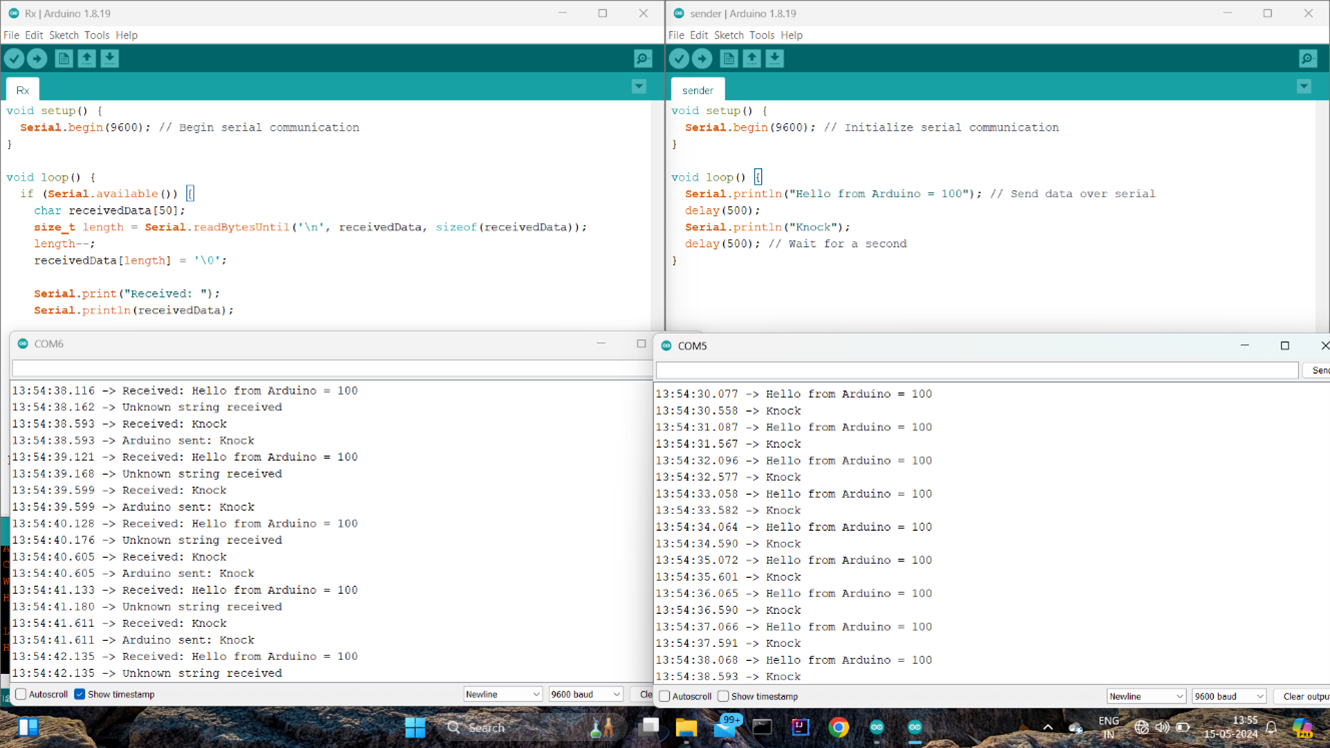 Rx | Arduino 1.8.19
File Edit Sketch Tools Help
Rx
void setup() {
Serial.begin(9600); // Begin serial communication
}
void loop() {
if (Serial.available()) {
char receivedData[50];
size_t length = Serial.readBytesUntil('\n', receivedData, sizeof(receivedData));
length--;
receivedData[length] = '\0';
Serial.print("Received: ");
Serial.println(receivedData);
sender | Arduino 1.8.19
File Edit Sketch Tools Help
sender
void setup() {
Serial.begin(9600); // Initialize serial communication
}
void loop() {
Serial.println("Hello from Arduino = 100"); // Send data over serial
delay(500);
Serial.println("Knock");
delay(500); // Wait for a second
}
COM6
13:54:38.116 -> Received: Hello from Arduino = 100
13:54:38.162 -> Unknown string received
13:54:38.593 -> Received: Knock
13:54:38.593 -> Arduino sent: Knock
13:54:39.121 -> Received: Hello from Arduino = 100
13:54:39.168 -> Unknown string received
13:54:39.599 -> Received: Knock
13:54:39.599 -> Arduino sent: Knock
13:54:40.128 -> Received: Hello from Arduino = 100
13:54:40.176 -> Unknown string received
13:54:40.605 -> Received: Knock
13:54:40.605 -> Arduino sent: Knock
13:54:41.133 -> Received: Hello from Arduino = 100
13:54:41.180 -> Unknown string received
13:54:41.611 -> Received: Knock
13:54:41.611 -> Arduino sent: Knock
13:54:42.135 -> Received: Hello from Arduino = 100
13:54:42.135 -> Unknown string received
Autoscroll Show timestamp Newline 9600 baud Cle
COM5
Send
13:54:30.077 -> Hello from Arduino = 100
13:54:30.558 -> Knock
13:54:31.087 -> Hello from Arduino = 100
13:54:31.567 -> Knock
13:54:32.096 -> Hello from Arduino = 100
13:54:32.577 -> Knock
13:54:33.058 -> Hello from Arduino = 100
13:54:33.582 -> Knock
13:54:34.064 -> Hello from Arduino = 100
13:54:34.590 -> Knock
13:54:35.072 -> Hello from Arduino = 100
13:54:35.601 -> Knock
13:54:36.065 -> Hello from Arduino = 100
13:54:36.590 -> Knock
13:54:37.066 -> Hello from Arduino = 100
13:54:37.591 -> Knock
13:54:38.068 -> Hello from Arduino = 100
13:54:38.593 -> Knock
Autoscroll Show timestamp Newline 9600 baud Clear output
Search 99+ ENG 13:55
IN 15-05-2024